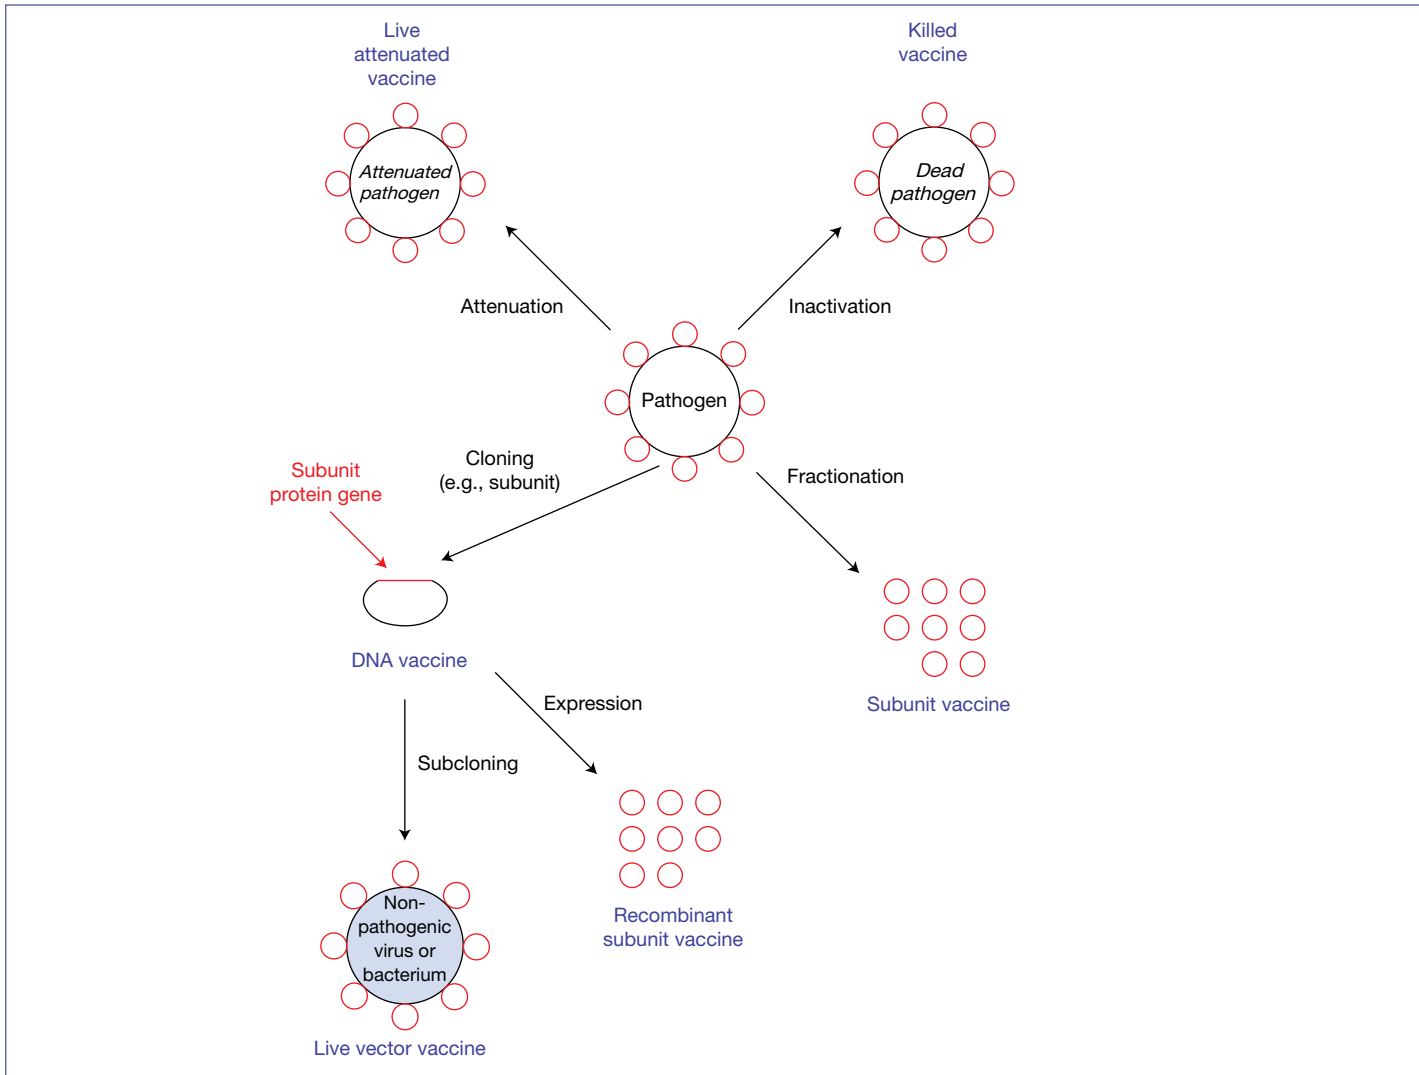 Live
attenuated
vaccine
Killed
vaccine
Attenuated
pathogen
Dead
pathogen
Attenuation
Inactivation
Pathogen
Cloning
(e.g., subunit)
Fractionation
Subunit
protein gene
DNA vaccine
Subunit vaccine
Expression
Subcloning
Recombinant
subunit vaccine
Non-
pathogenic
virus or
bacterium
Live vector vaccine